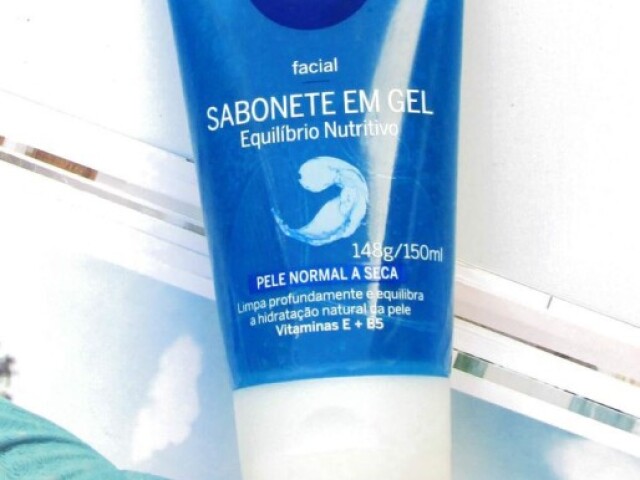 facial
SABONETE EM GEL
Equilíbrio Nutritivo
148g/150ml
PELE NORMAL A SECA
Limpa profundamente e equilibra
a hidratação natural da pele
Vitaminas E + B5